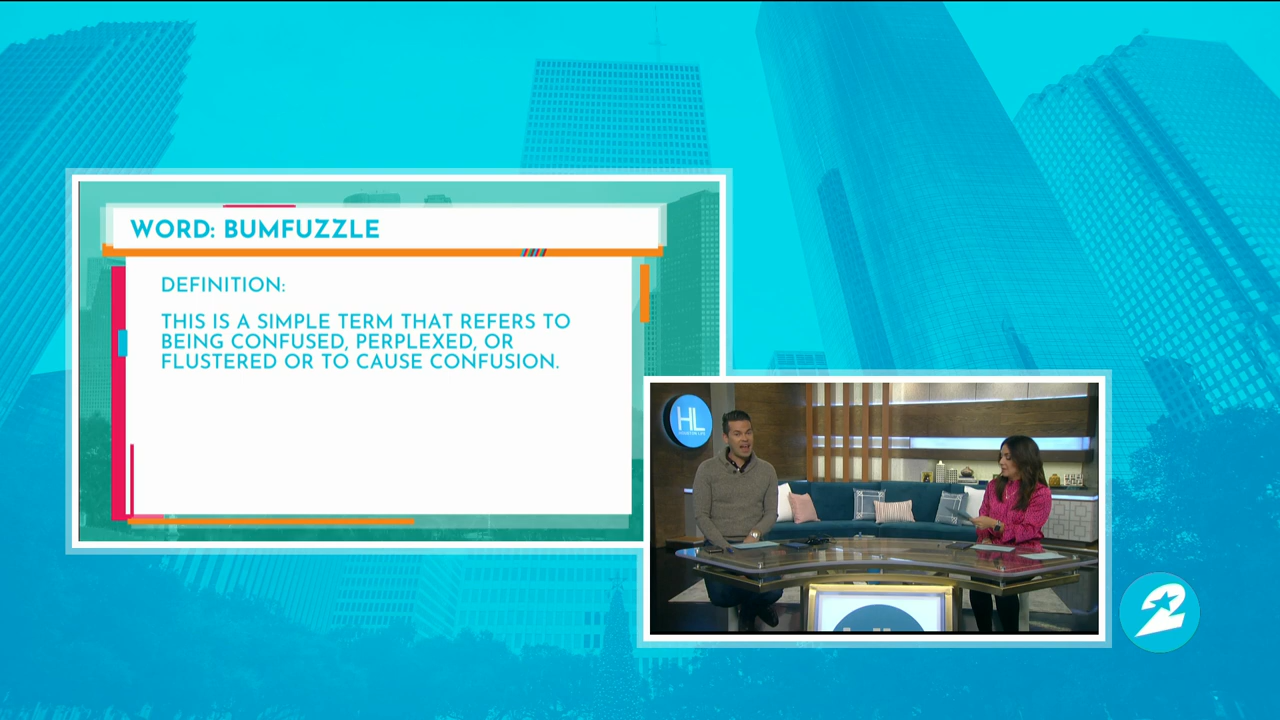 WORD: BUMFUZZLE
DEFINITION:
THIS IS A SIMPLE TERM THAT REFERS TO
BEING CONFUSED, PERPLEXED, OR
FLUSTERED OR TO CAUSE CONFUSION.
HL
2